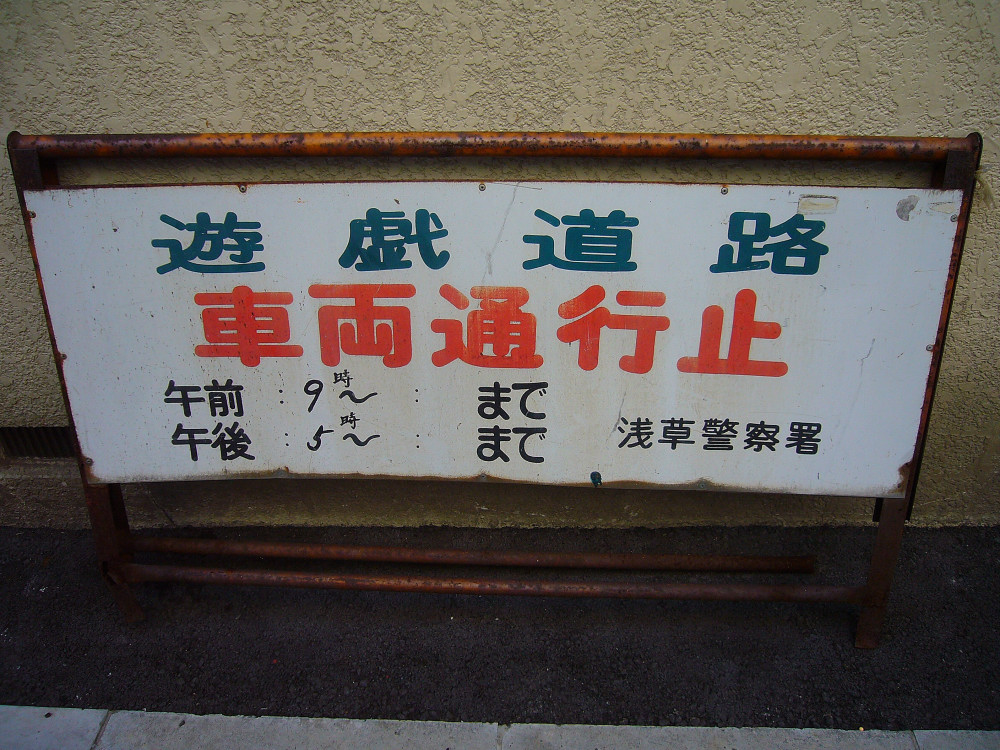 遊戯道路
車両通行止
午前 : 9時〜 : まで
午後 : 5時〜 : まで
浅草警察署